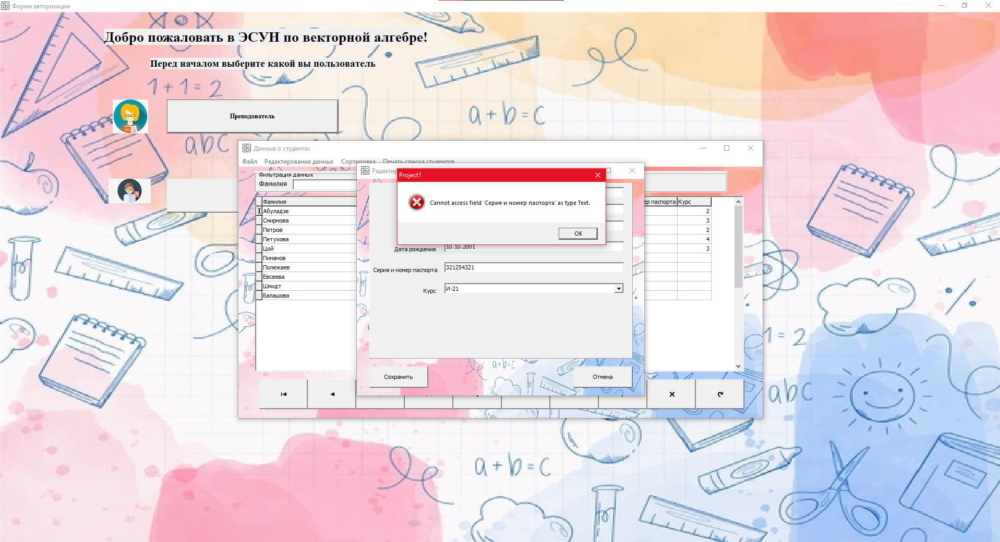 Форма авторизации
Добро пожаловать в ЭСУН по векторной алгебре!
Перед началом выберите какой вы пользователь
1 + 1 = 2
a + b = c
Преподователь
abc
Данные о студентах
Файл Редактирование данных Сортировка Печать списка студентов
Фильтрация данных
Фамилия
Редактир
Project1
Cannot access field 'Серия и номер паспорта' as type Text.
OK
Фамилия
ер паспорта Курс
Абуладзе 2
Смирнова 3
Петров 2
Петухова 4
Цой 3
Пиманов
Полежаев
Евсеева
Шмидт
Балашова
Дата рождения 10.10.2001
Серия и номер паспорта 321254321
Курс И-21
a + b = c
Сохранить
Отмена
1 = 2
abc
a + b = c